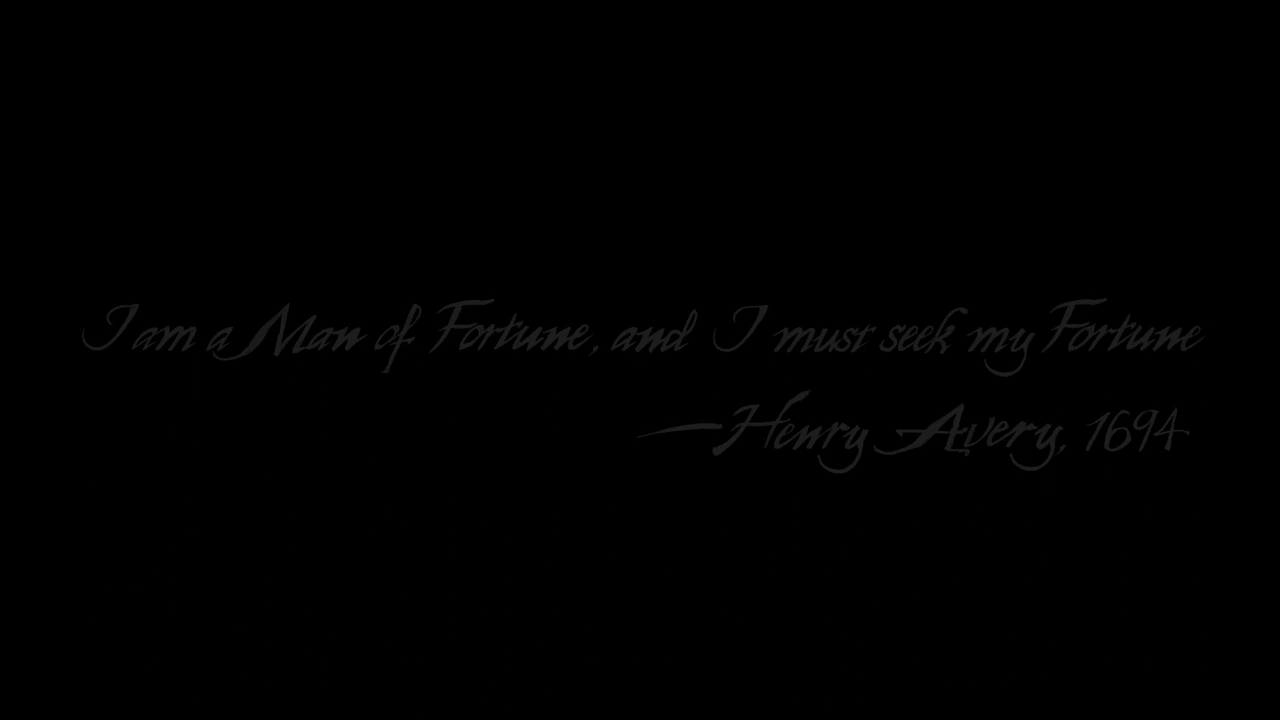 I am a Man of Fortune, and I must seek my Fortune
—Henry Avery, 1694